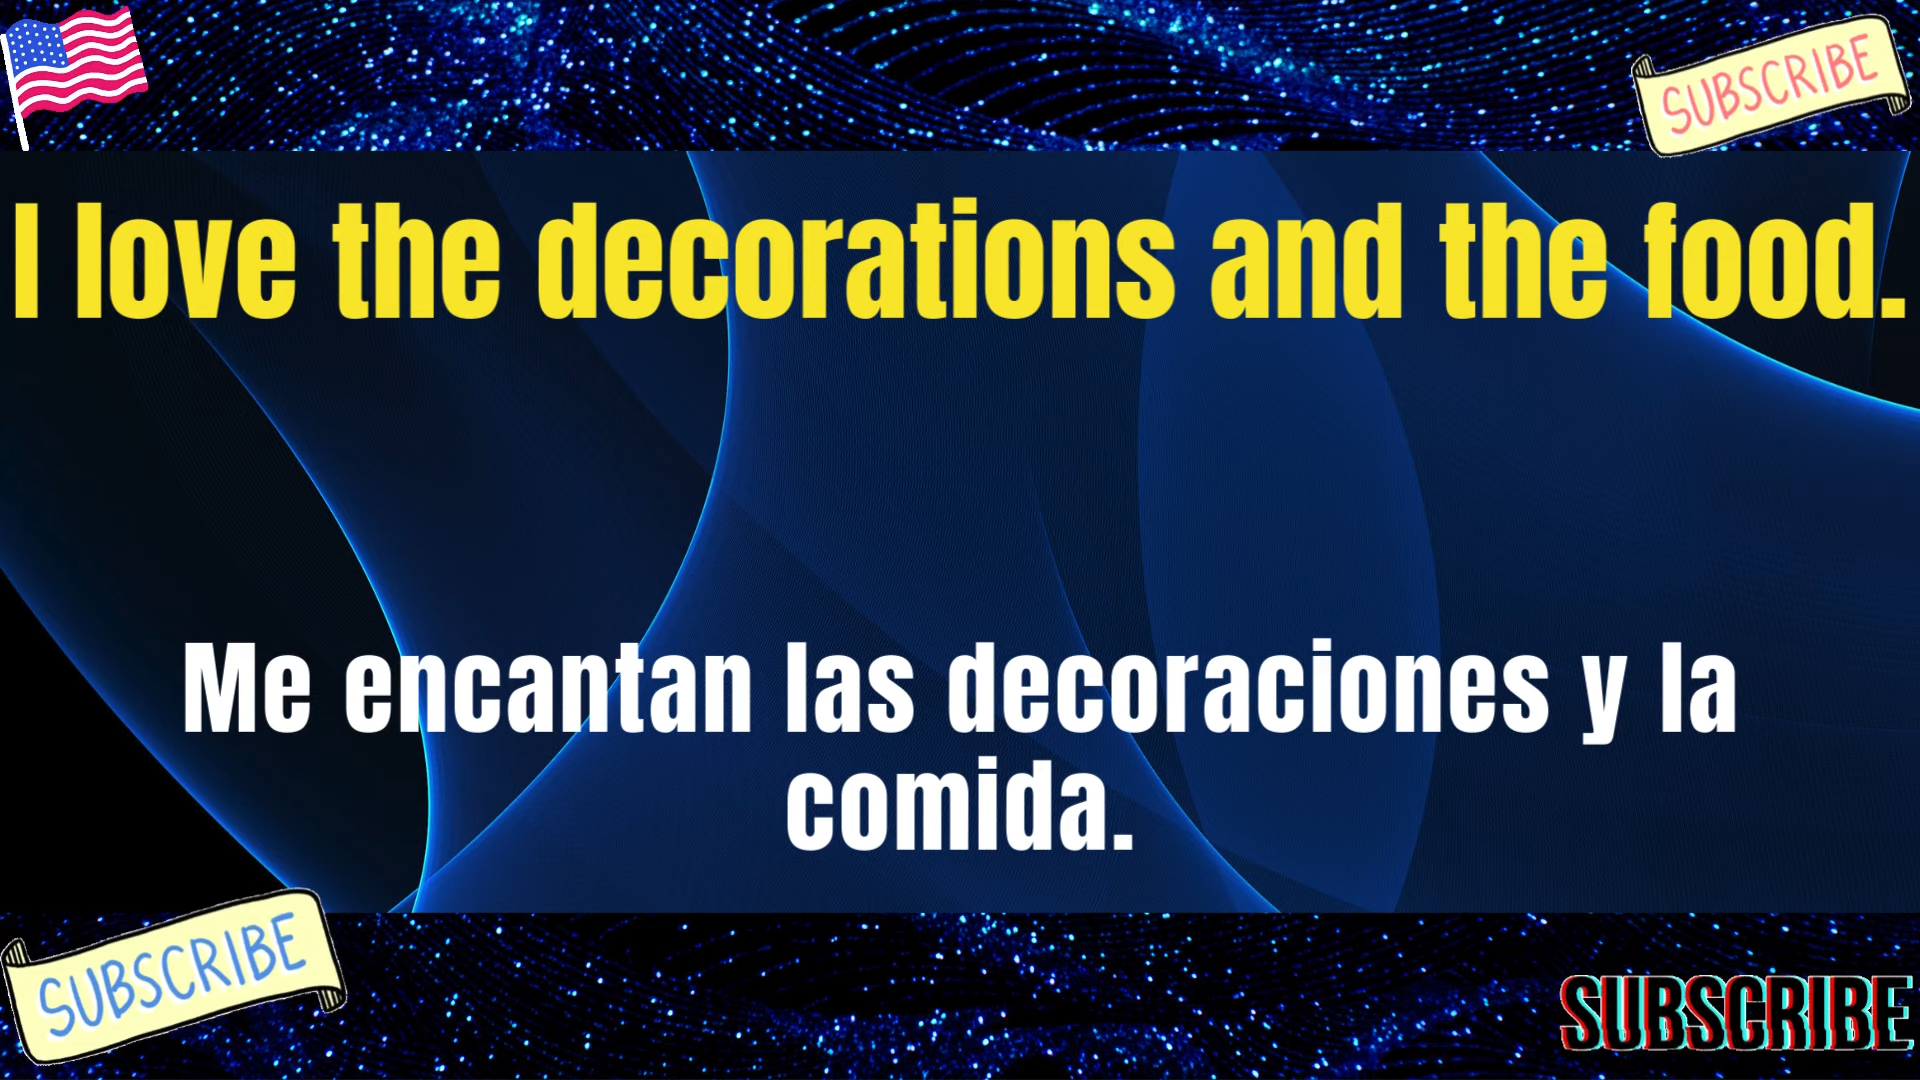 SUBSCRIBE
I love the decorations and the food.
Me encantan las decoraciones y la
comida.
SUBSCRIBE
SUBSCRIBE